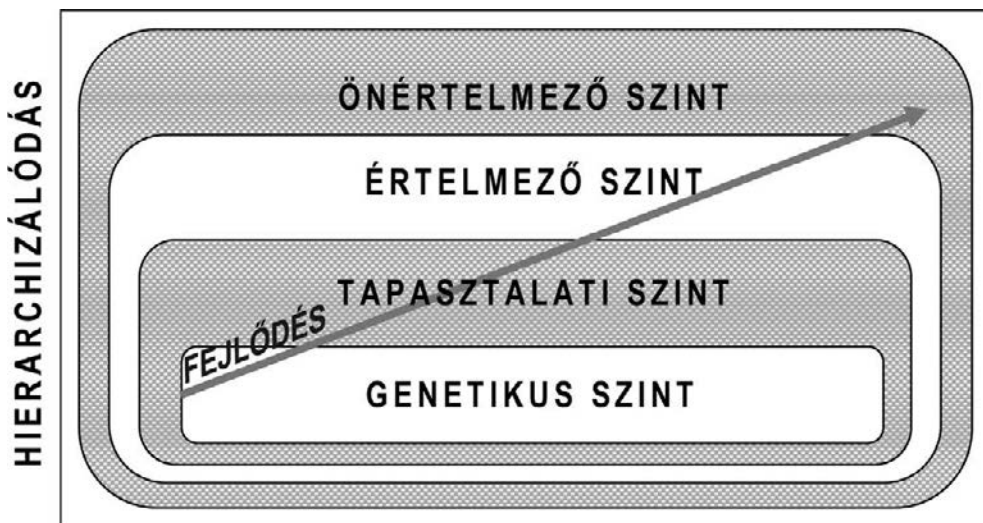 HIERARCHIZÁLÓDÁS
ÖNÉRTELMEZŐ SZINT
ÉRTELMEZŐ SZINT
TAPASZTALATI SZINT
FEJLŐDÉS
GENETIKUS SZINT